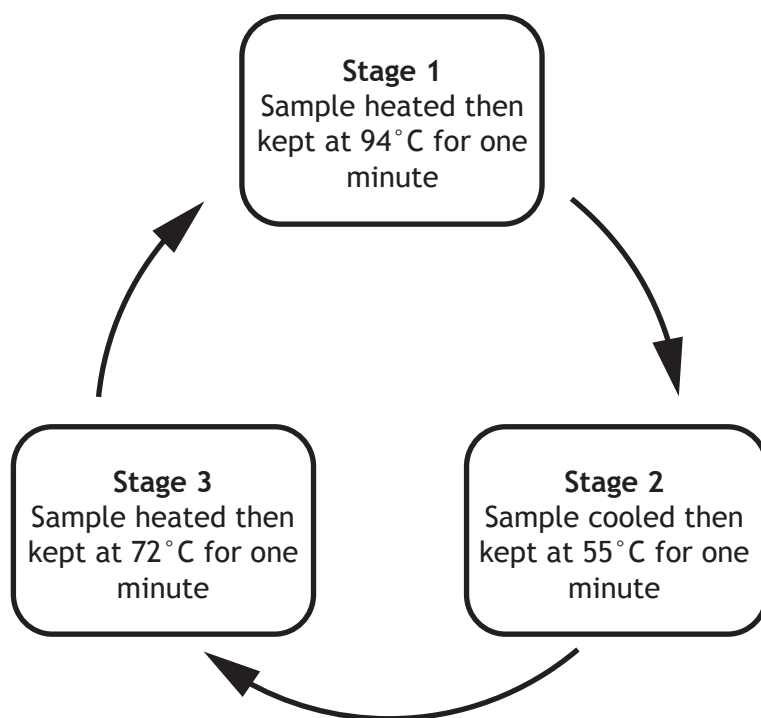 Stage 1
Sample heated then
kept at 94°C for one
minute
Stage 2
Sample cooled then
kept at 55°C for one
minute
Stage 3
Sample heated then
kept at 72°C for one
minute